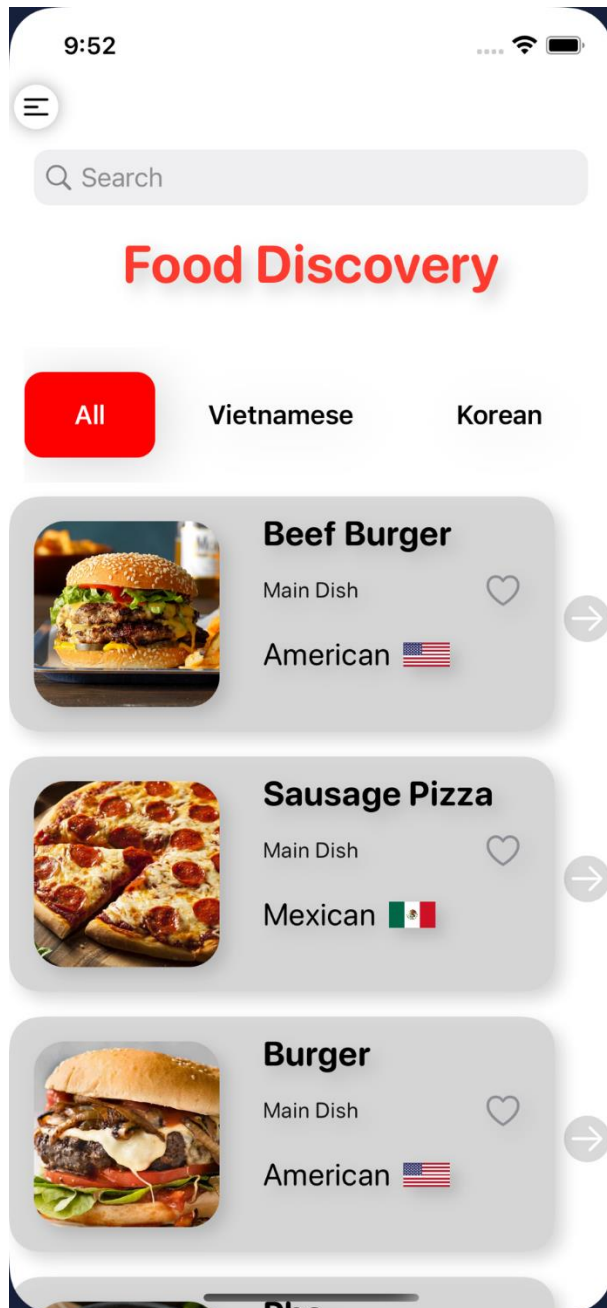 9:52
Search
Food Discovery
All Vietnamese Korean
Beef Burger
Main Dish
American
Sausage Pizza
Main Dish
Mexican
Burger
Main Dish
American